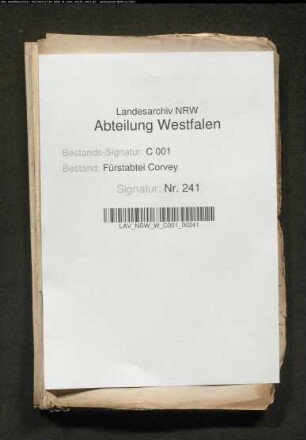 Landesarchiv NRW
Abteilung Westfalen
Bestands-Signatur: C 001
Bestand: Fürstabtei Corvey
Signatur: Nr. 241
LAV_NRW_W_C001_00241